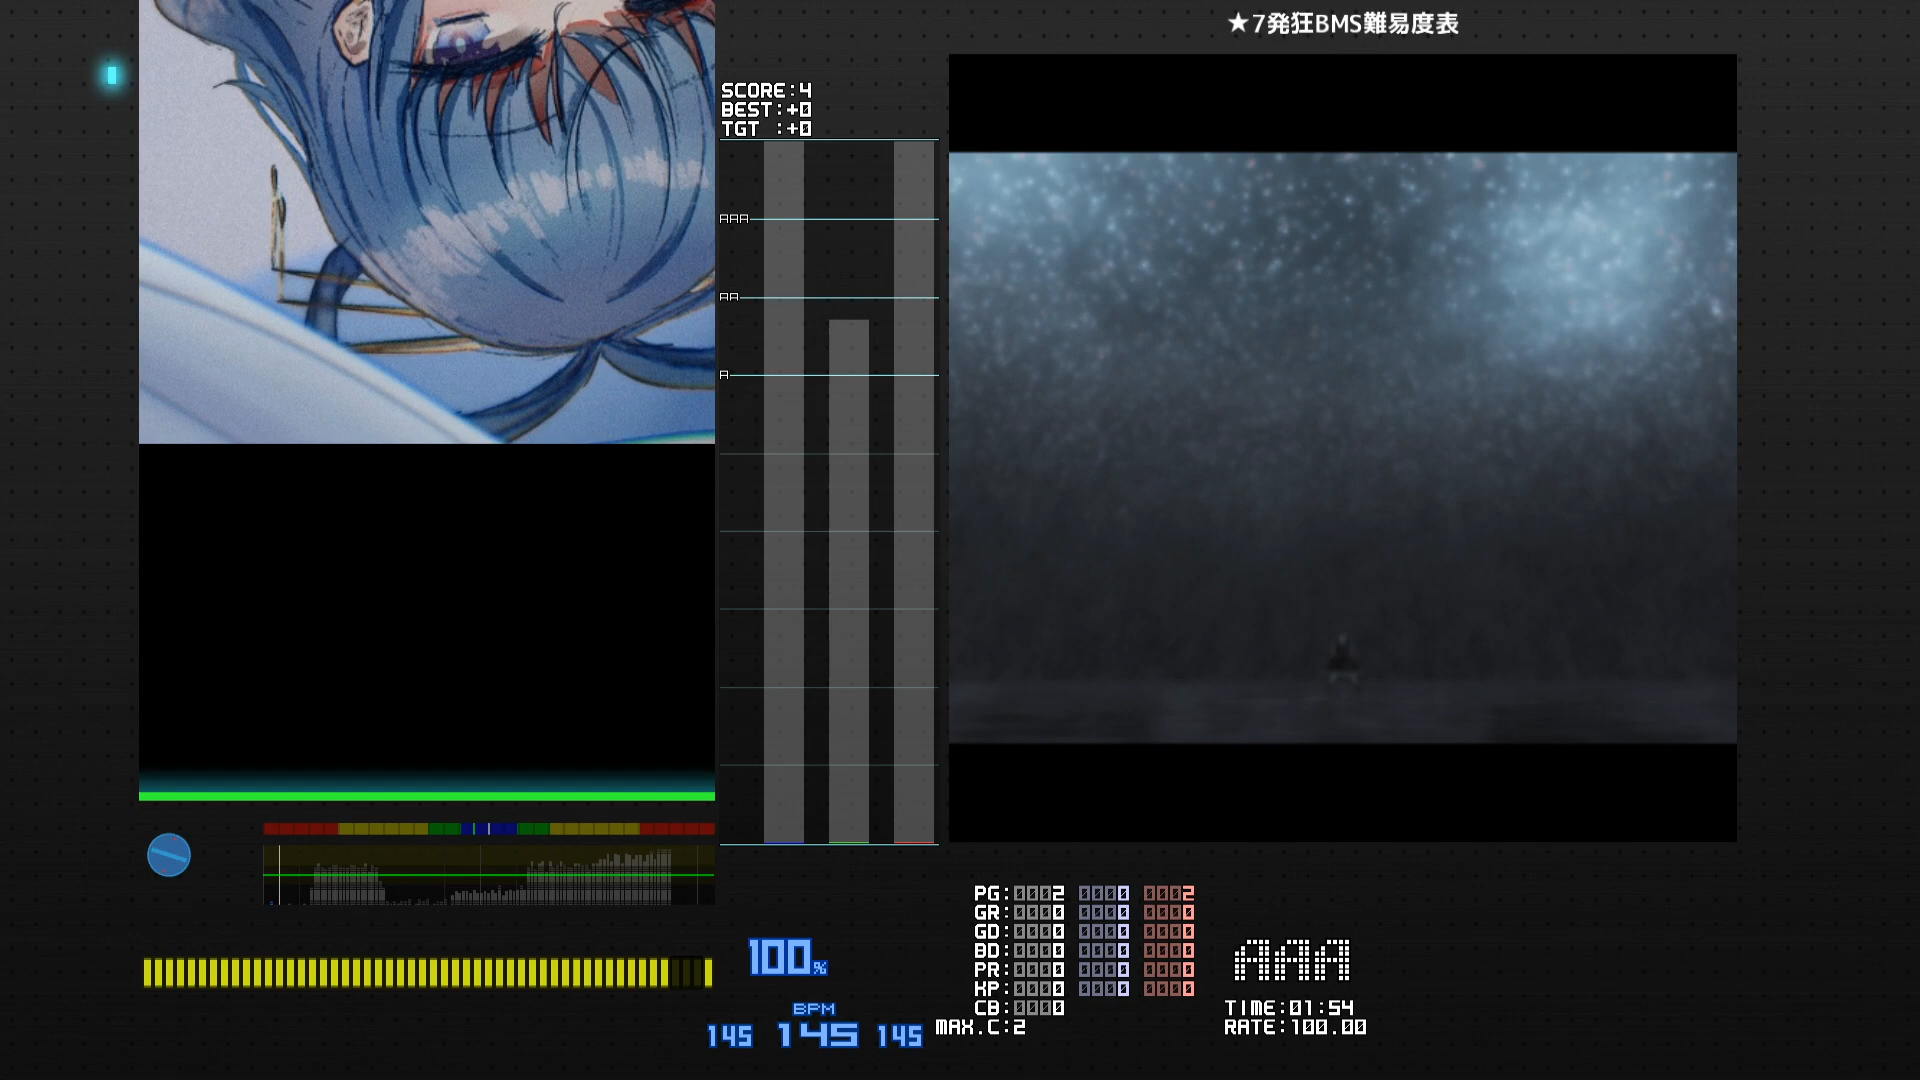 ★7発狂BMS難易度表
SCORE:4
BEST:+0
TGT :+0
AAA
AA
A
100%
BPM
145 145 145
PG:0002 0000 0002
GR:0000 0000 0000
GD:0000 0000 0000
BD:0000 0000 0000
PR:0000 0000 0000
KP:0000 0000 0000
CB:0000
MAX.C:2
AAA
TIME:01:54
RATE:100.00